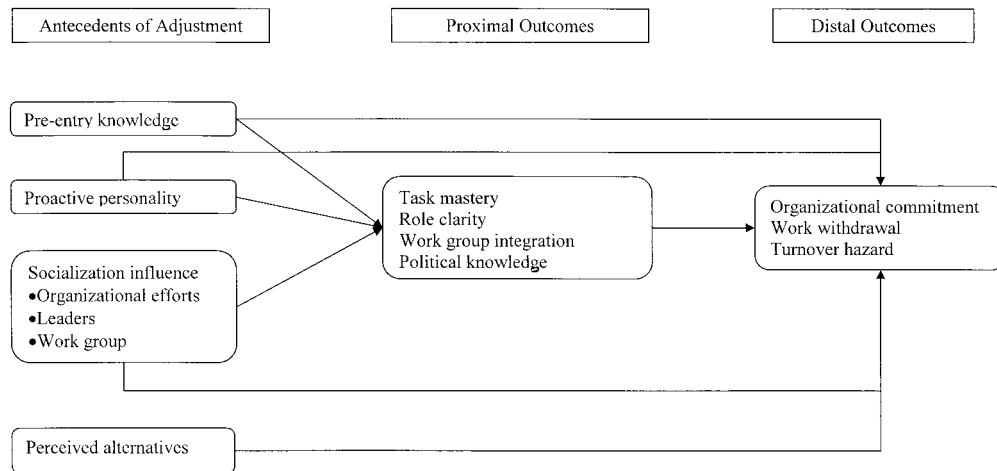 Antecedents of Adjustment
Proximal Outcomes
Distal Outcomes
Pre-entry knowledge
Proactive personality
Socialization influence
•Organizational efforts
•Leaders
•Work group
Perceived alternatives
Task mastery
Role clarity
Work group integration
Political knowledge
Organizational commitment
Work withdrawal
Turnover hazard